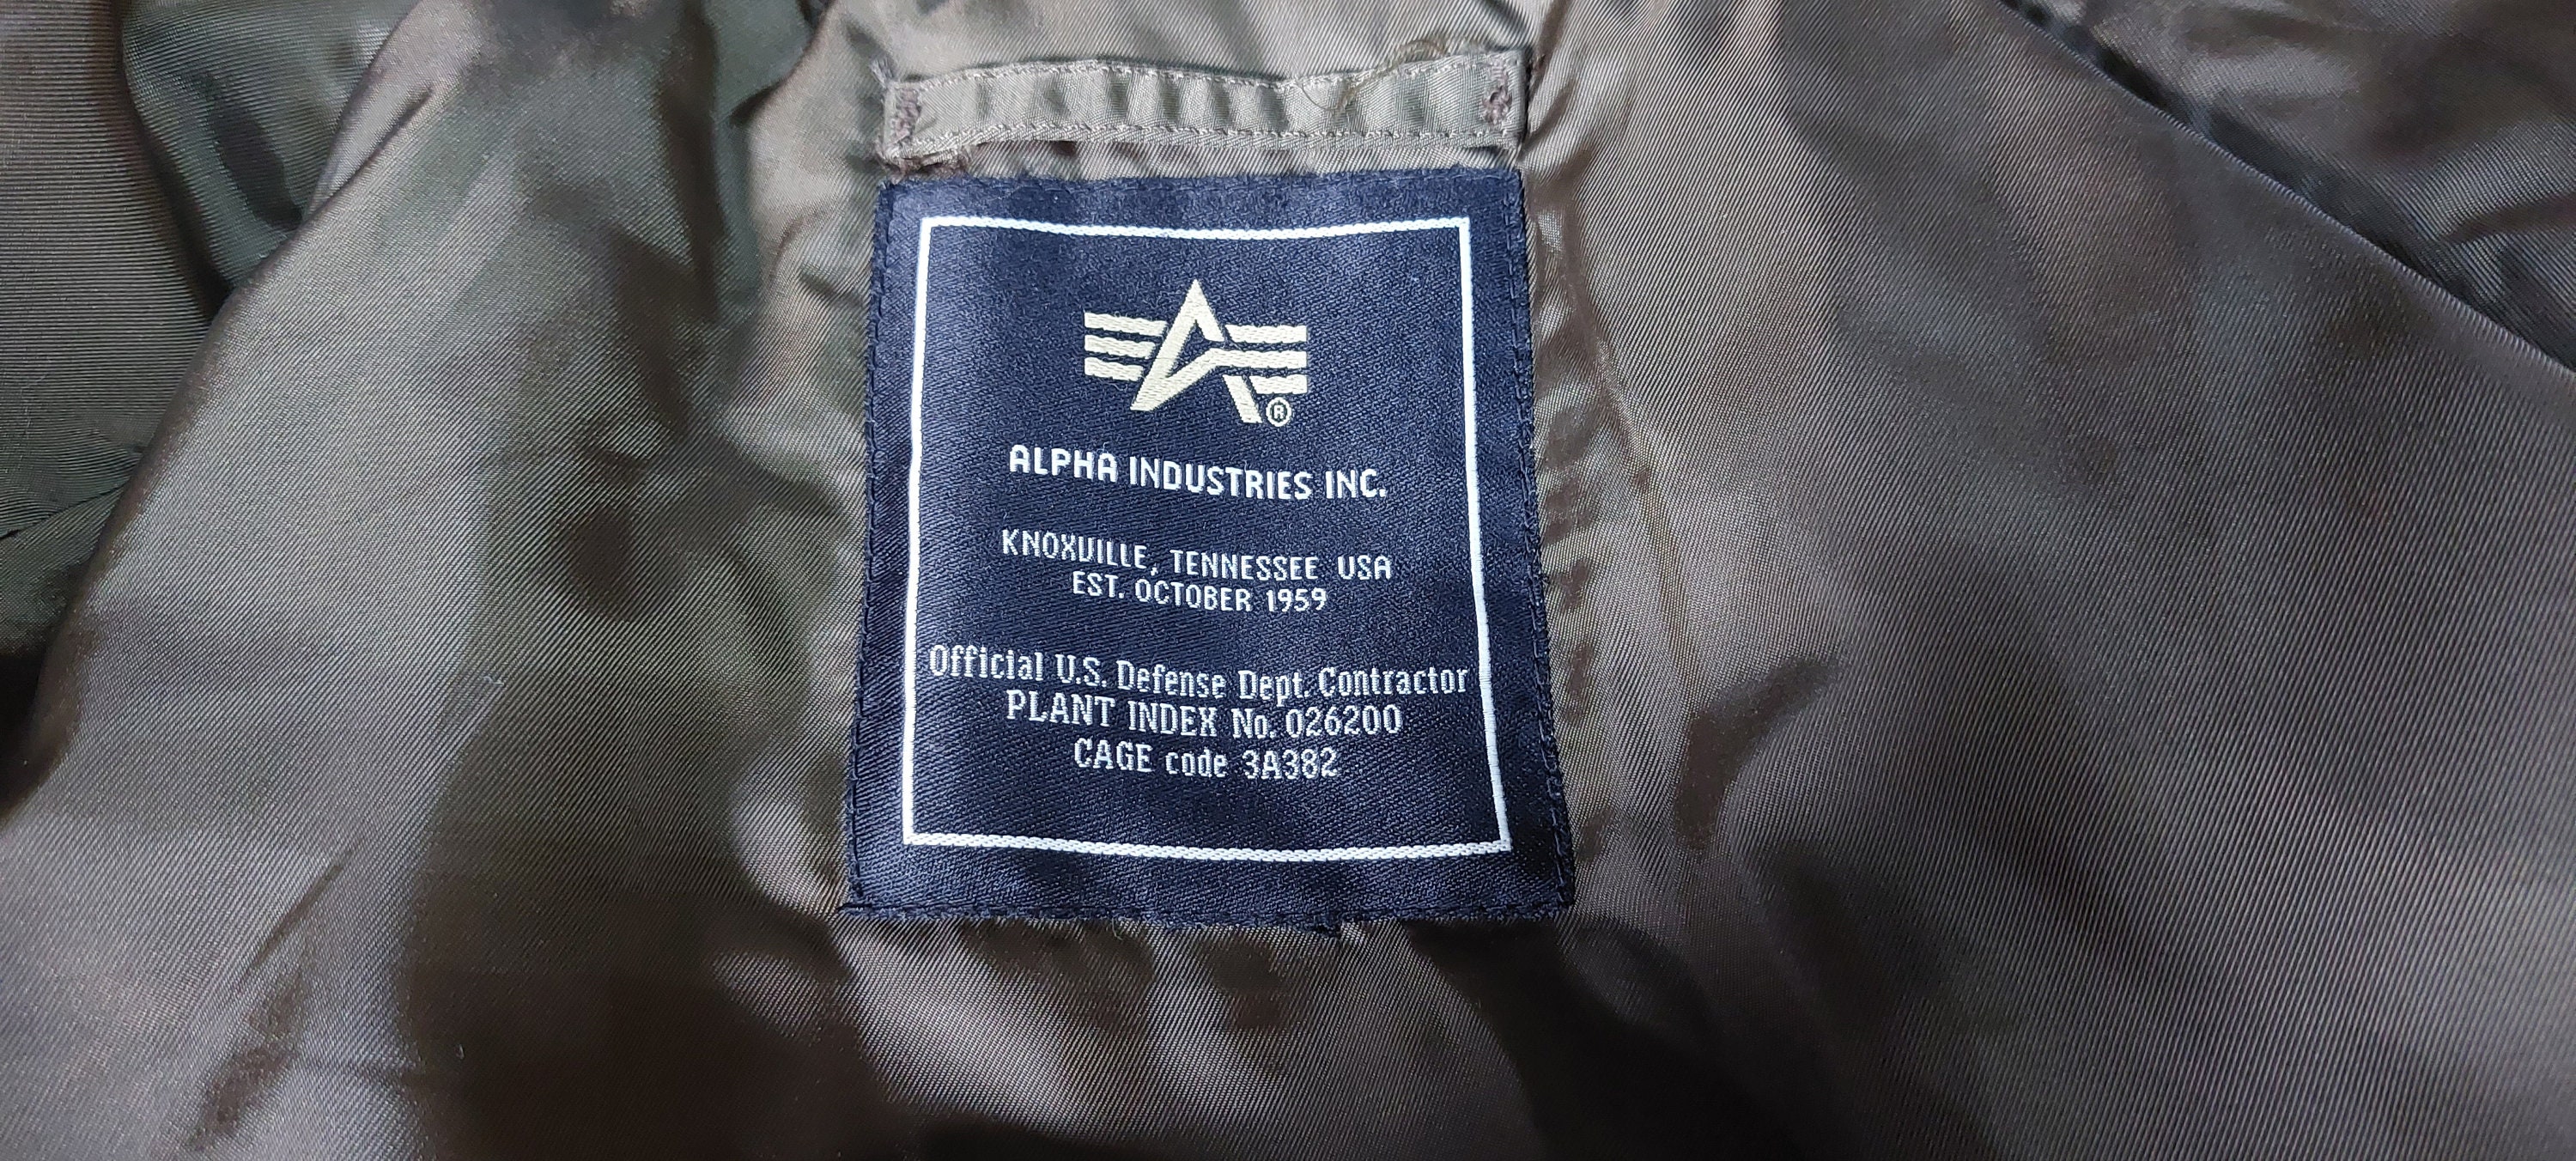 ®
ALPHA INDUSTRIES INC.
KNOXVILLE, TENNESSEE USA
EST. OCTOBER 1959
Official U.S. Defense Dept. Contractor
PLANT INDEX No. 026200
CAGE code 3A382